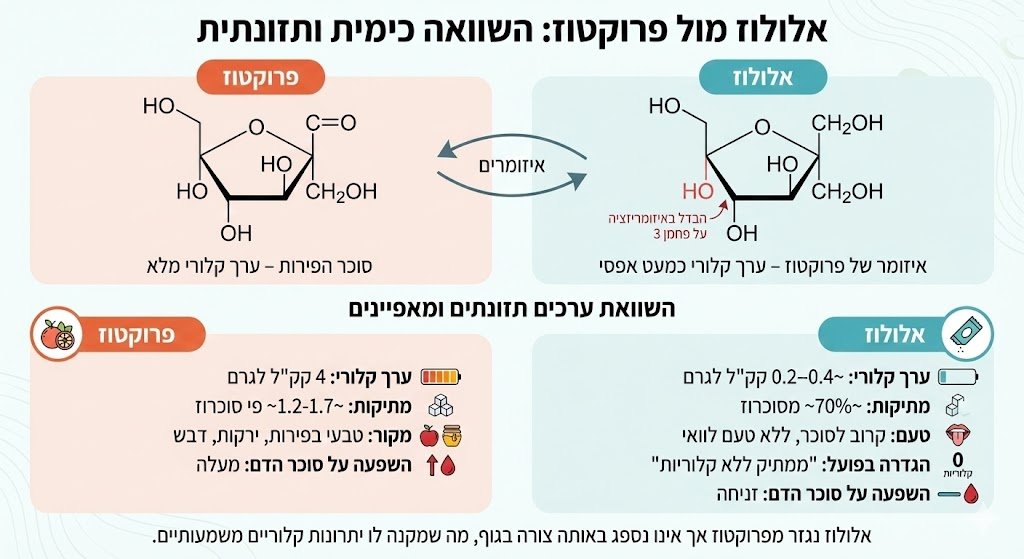 אלולוז מול פרוקטוז: השוואה כימית ותזונתית
אלולוז
HO
O
CH₂OH
HO
HO
CH₂OH
OH
הבדל באיזומריזציה
על פחמן 3
איזומר של פרוקטוז – ערך קלורי כמעט אפסי
איזומרים
פרוקטוז
HO
O
C=O
HO
HO
CH₂OH
OH
סוכר הפירות – ערך קלורי מלא
השוואת ערכים תזונתים ומאפיינים
אלולוז
ערך קלורי: ~0.2–0.4 קק"ל לגרם
מתיקות: ~70% מסוכרוז
טעם: קרוב לסוכר, ללא טעם לוואי
הגדרה בפועל: "ממתיק ללא קלוריות"
0
קלוריות
השפעה על סוכר הדם: זניחה
פרוקטוז
ערך קלורי: 4 קק"ל לגרם
מתיקות: ~1.2-1.7 פי סוכרוז
מקור: טבעי בפירות, ירקות, דבש
השפעה על סוכר הדם: מעלה
אלולוז נגזר מפרוקטוז אך אינו נספג באותה צורה בגוף, מה שמקנה לו יתרונות קלוריים משמעותיים.